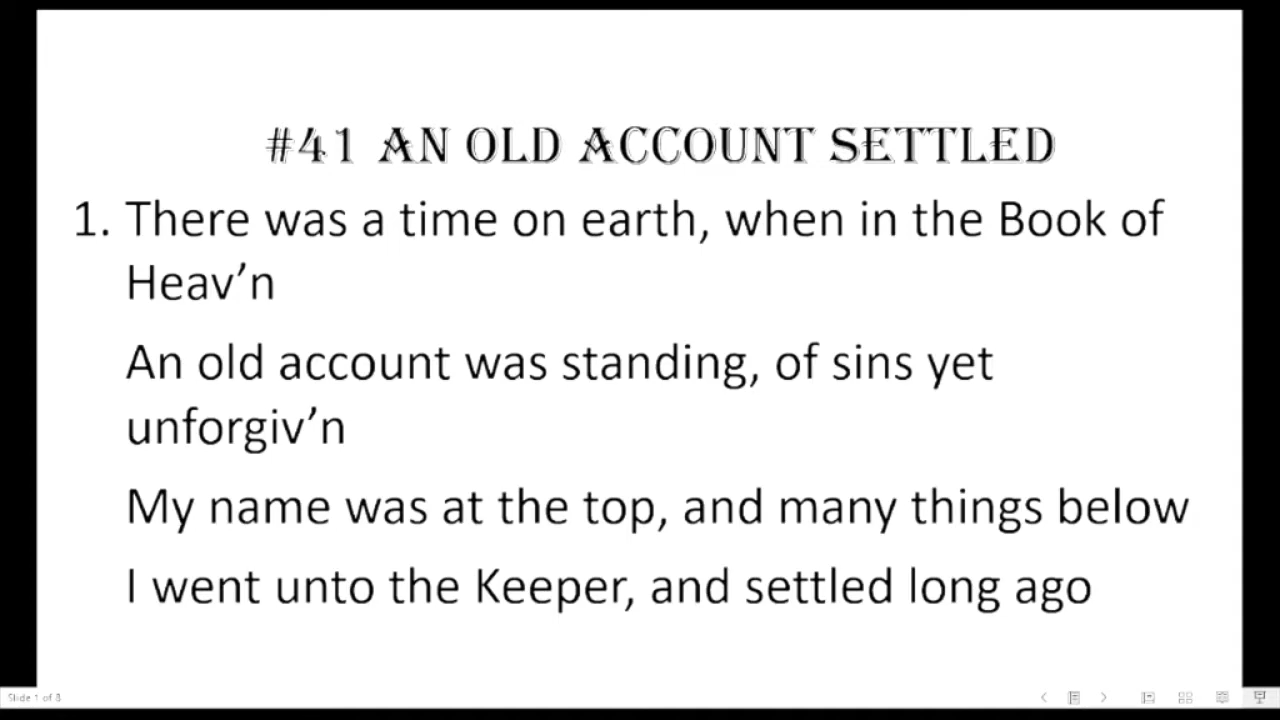 #41 AN OLD ACCOUNT SETTLED
1. There was a time on earth, when in the Book of
Heav’n
An old account was standing, of sins yet
unforgiv’n
My name was at the top, and many things below
I went unto the Keeper, and settled long ago
Slide 1 of 8